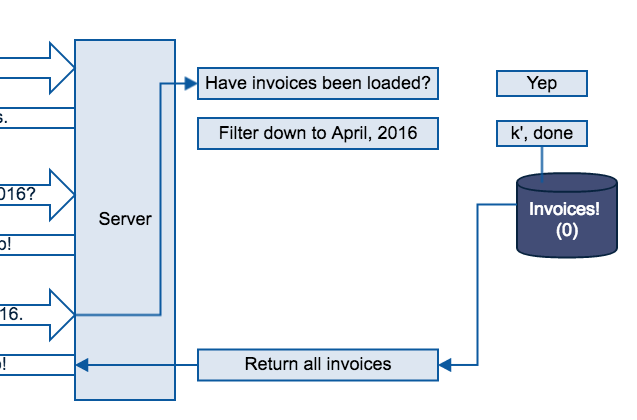 Have invoices been loaded?
Yep
s.
Filter down to April, 2016
k', done
016?
Server
Invoices!
(0)
!
16.
Return all invoices
!